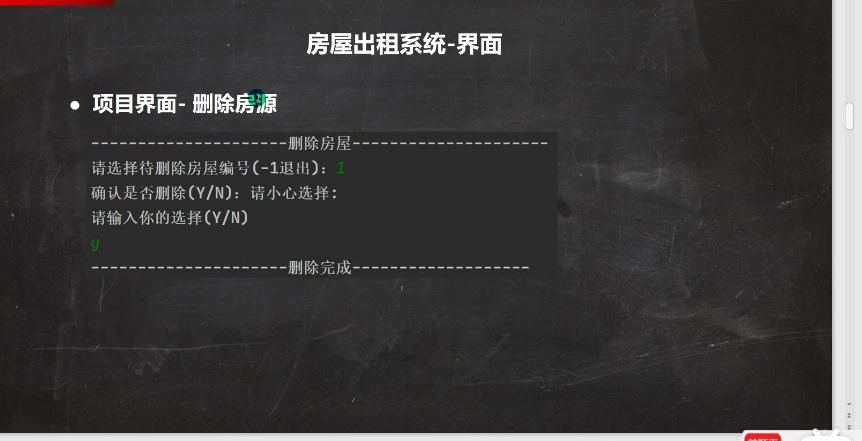 房屋出租系统-界面
● 项目界面- 删除房源
---------------------删除房屋---------------------
请选择待删除房屋编号(-1退出): 1
确认是否删除(Y/N): 请小心选择:
请输入你的选择(Y/N)
y
---------------------删除完成-------------------